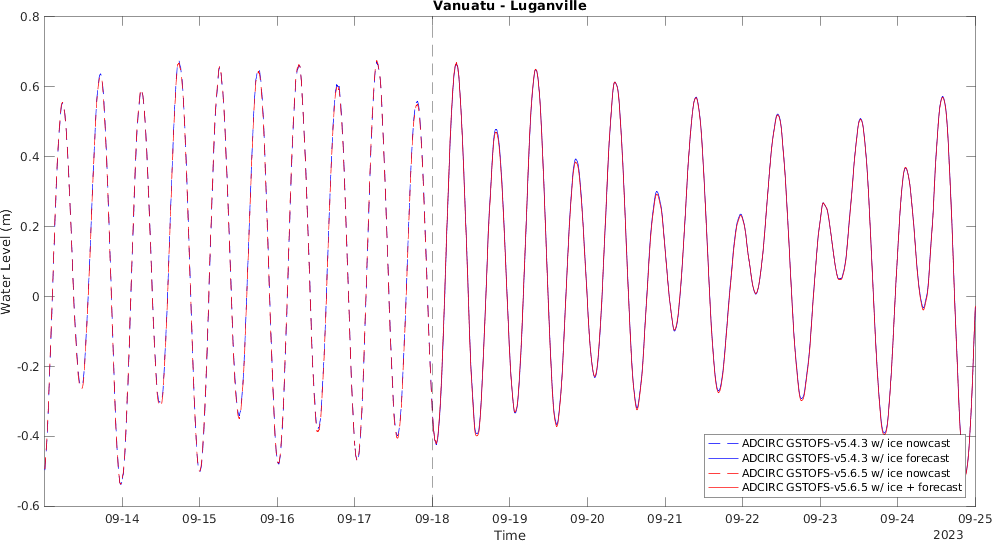 Vanuatu - Luganville
0.8
0.6
0.4
0.2
0
-0.2
-0.4
-0.6
Water Level (m)
ADCIRC GSTOFS-v5.4.3 w/ ice nowcast
ADCIRC GSTOFS-v5.4.3 w/ ice forecast
ADCIRC GSTOFS-v5.6.5 w/ ice nowcast
ADCIRC GSTOFS-v5.6.5 w/ ice + forecast
09-14 09-15 09-16 09-17 09-18 09-19 09-20 09-21 09-22 09-23 09-24 09-25
Time
2023